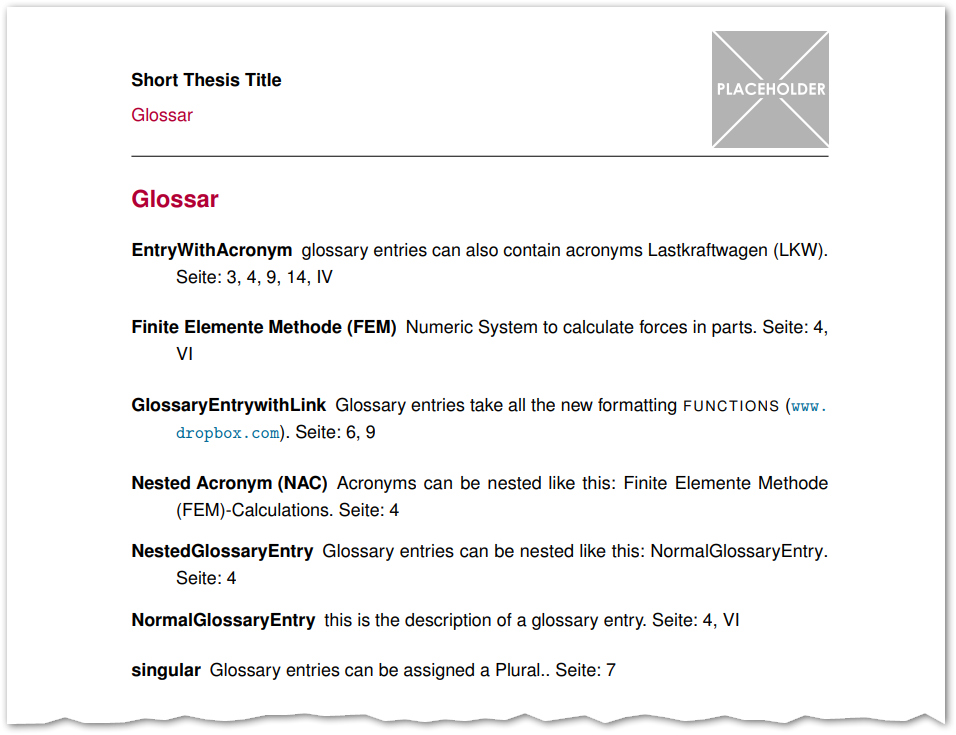 Short Thesis Title
PLACEHOLDER
Glossar
Glossar
EntryWithAcronym glossary entries can also contain acronyms Lastkraftwagen (LKW).
Seite: 3, 4, 9, 14, IV
Finite Elemente Methode (FEM) Numeric System to calculate forces in parts. Seite: 4,
VI
GlossaryEntrywithLink Glossary entries take all the new formatting FUNCTIONS (www.
dropbox.com). Seite: 6, 9
Nested Acronym (NAC) Acronyms can be nested like this: Finite Elemente Methode
(FEM)-Calculations. Seite: 4
NestedGlossaryEntry Glossary entries can be nested like this: NormalGlossaryEntry.
Seite: 4
NormalGlossaryEntry this is the description of a glossary entry. Seite: 4, VI
singular Glossary entries can be assigned a Plural.. Seite: 7